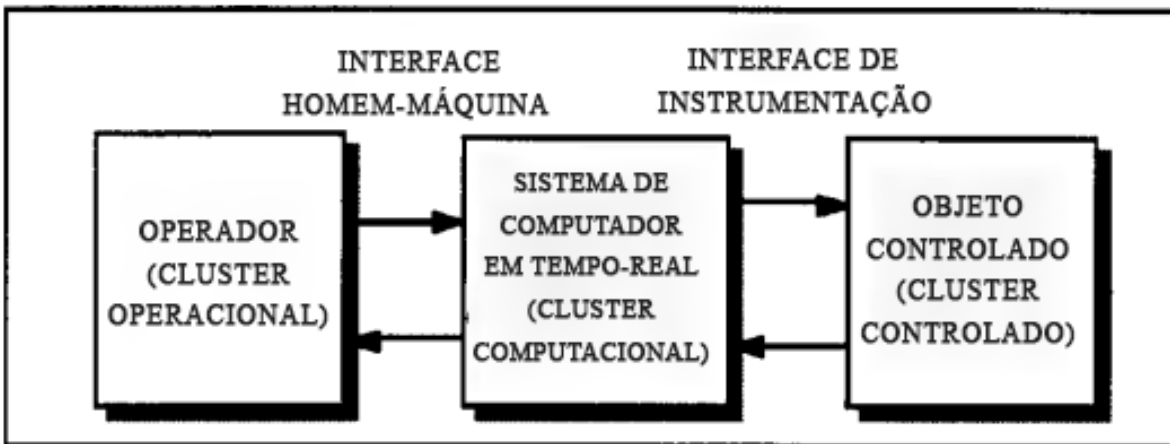 INTERFACE
HOMEM-MÁQUINA
INTERFACE DE
INSTRUMENTAÇÃO
OPERADOR
(CLUSTER
OPERACIONAL)
SISTEMA DE
COMPUTADOR
EM TEMPO-REAL
(CLUSTER
COMPUTACIONAL)
OBJETO
CONTROLADO
(CLUSTER
CONTROLADO)